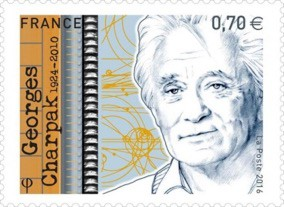 FRANCE
0,70 €
Georges
Charpak
1924-2010
La Poste 2016